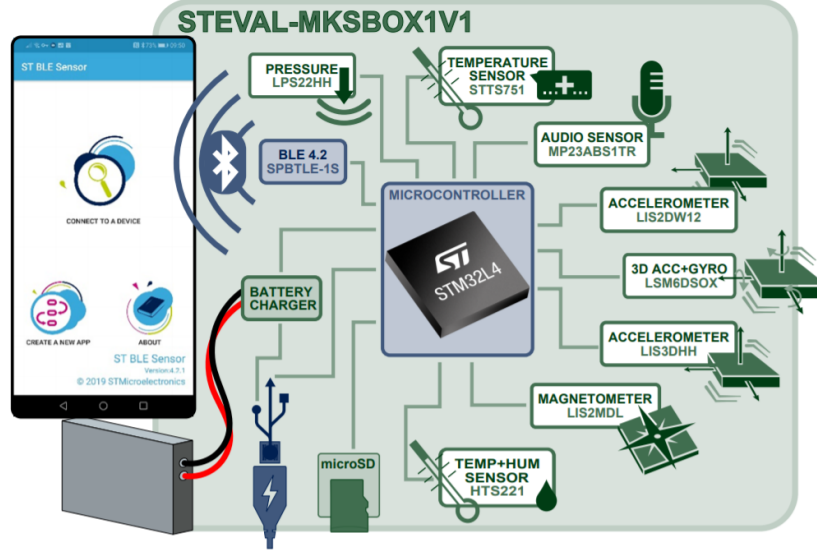 STEVAL-MKSBOX1V1
ST BLE Sensor
CONNECT TO A DEVICE
CREATE A NEW APP
ABOUT
ST BLE Sensor
Version:4.7.1
© 2019 STMicroelectronics
PRESSURE
LPS22HH
TEMPERATURE
SENSOR
STTS751
BLE 4.2
SPBTLE-1S
AUDIO SENSOR
MP23ABS1TR
MICROCONTROLLER
ST
STM32L4
ACCELEROMETER
LIS2DW12
3D ACC+GYRO
LSM6DSOX
BATTERY
CHARGER
ACCELEROMETER
LIS3DHH
MAGNETOMETER
LIS2MDL
microSD
TEMP+HUM
SENSOR
HTS221